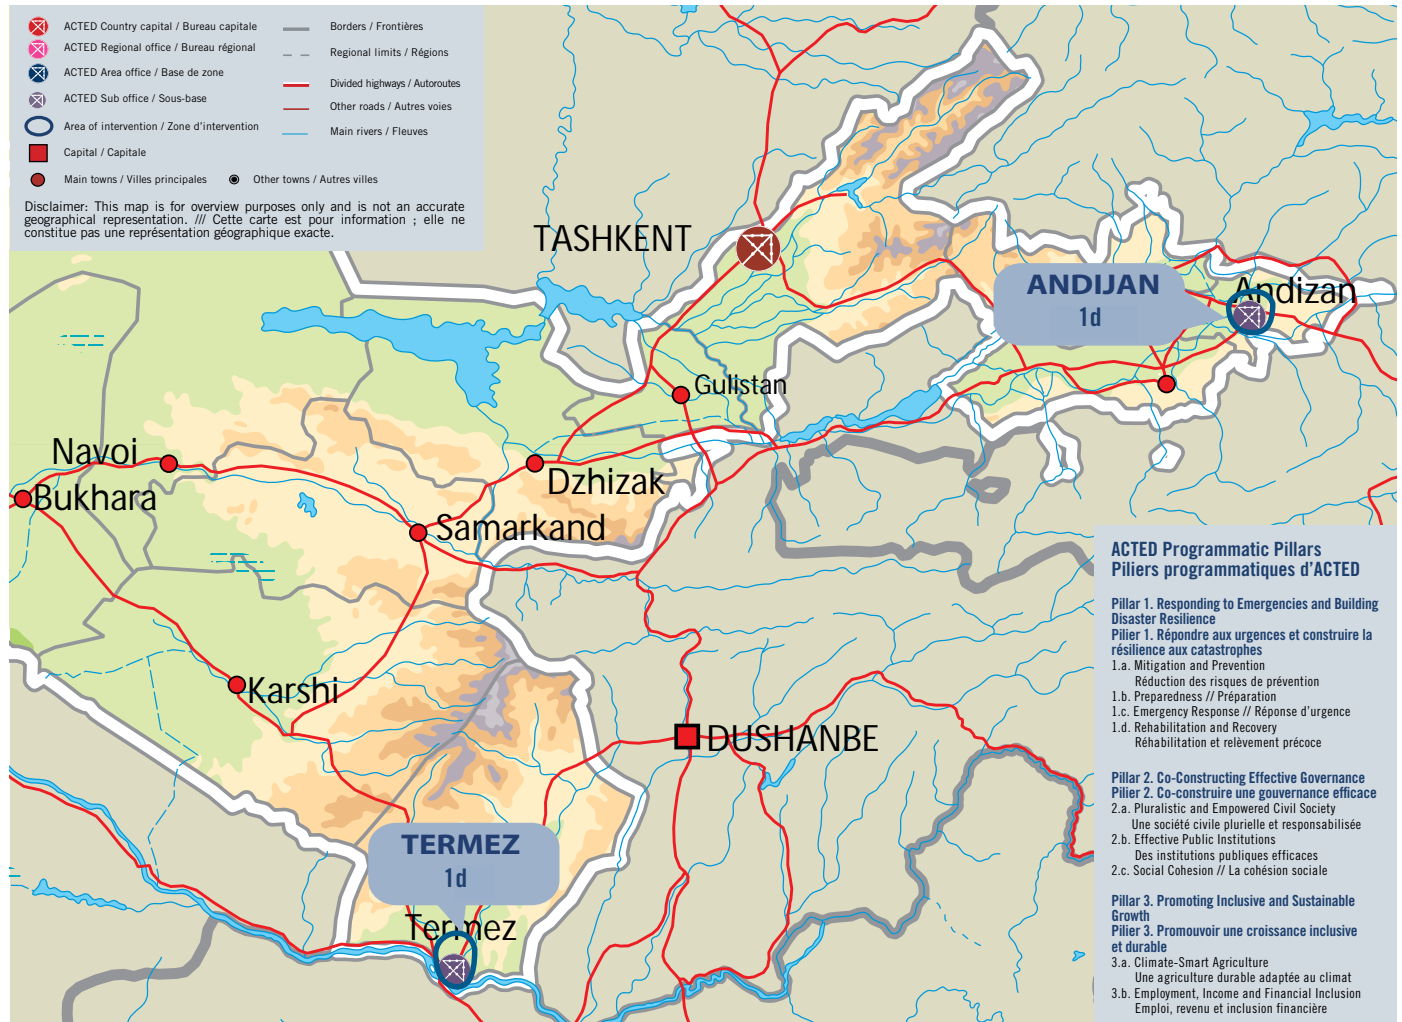 ACTED Country capital / Bureau capitale
ACTED Regional office / Bureau régional
ACTED Area office / Base de zone
ACTED Sub office / Sous-base
Area of intervention / Zone d'intervention
Capital / Capitale
Main towns / Villes principales
Other towns / Autres villes
Borders / Frontières
Regional limits / Régions
Divided highways / Autoroutes
Other roads / Autres voies
Main rivers / Fleuves
Disclaimer: This map is for overview purposes only and is not an accurate
geographical representation. /// Cette carte est pour information ; elle ne
constitue pas une représentation géographique exacte.
TASHKENT
ANDIJAN
1d
Andizan
Gulistan
Navoi
Bukhara
Dzhizak
Samarkand
Karshi
DUSHANBE
TERMEZ
1d
Termez
ACTED Programmatic Pillars
Piliers programmatiques d'ACTED
Pillar 1. Responding to Emergencies and Building
Disaster Resilience
Pilier 1. Répondre aux urgences et construire la
résilience aux catastrophes
1.a. Mitigation and Prevention
Réduction des risques de prévention
1.b. Preparedness // Préparation
1.c. Emergency Response // Réponse d'urgence
1.d. Rehabilitation and Recovery
Réhabilitation et relèvement précoce
Pillar 2. Co-Constructing Effective Governance
Pilier 2. Co-construire une gouvernance efficace
2.a. Pluralistic and Empowered Civil Society
Une société civile plurielle et responsabilisée
2.b. Effective Public Institutions
Des institutions publiques efficaces
2.c. Social Cohesion // La cohésion sociale
Pillar 3. Promoting Inclusive and Sustainable
Growth
Pilier 3. Promouvoir une croissance inclusive
et durable
3.a. Climate-Smart Agriculture
Une agriculture durable adaptée au climat
3.b. Employment, Income and Financial Inclusion
Emploi, revenu et inclusion financière